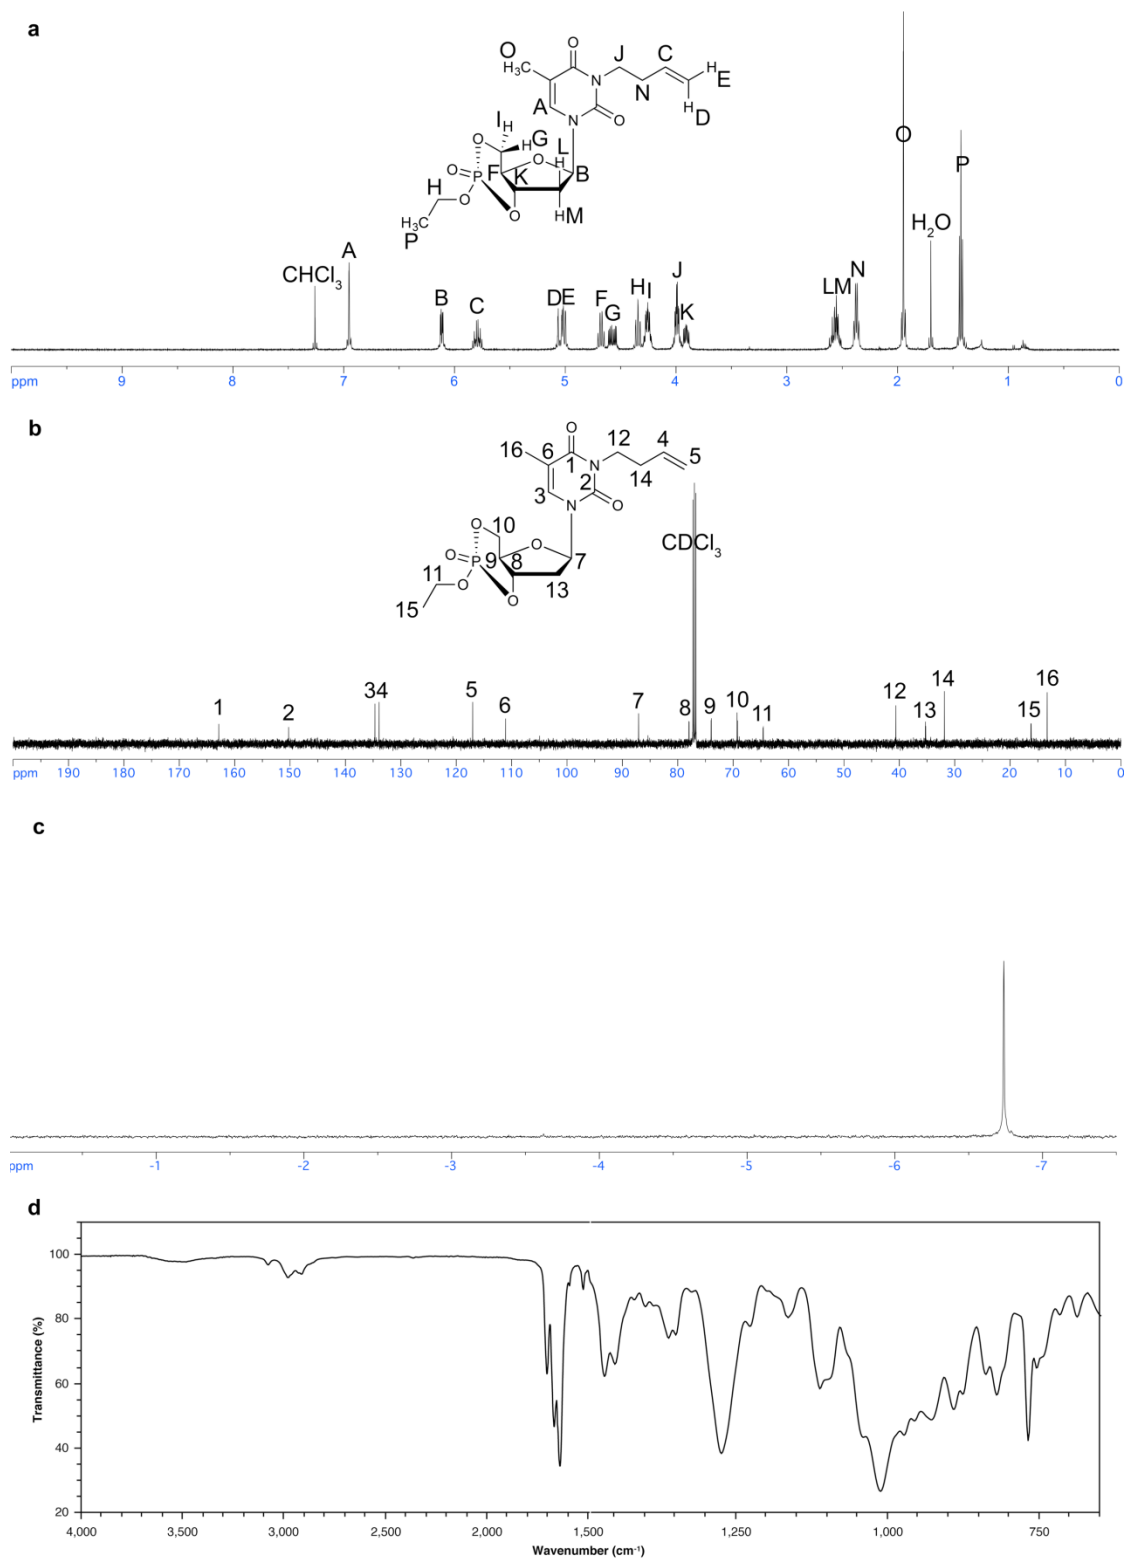 a
O
H₃C
O
N
J
C
H
E
N
H
D
A
N
O
I
H
H
G
L
H
O
O
O
P
F
K
B
H
O
O
H
M
H₃C
P
CHCl₃
A
B
C
D
E
F
G
H
I
J
K
L
M
N
O
H₂O
P
ppm 9 8 7 6 5 4 3 2 1 0
b
16
O
12
4
6
1
N
5
14
3
2
N
O
10
O
O
O
P
9
8
7
11
O
13
15
O
CDCl₃
1
2
3
4
5
6
7
8
9
10
11
12
13
14
15
16
ppm 190 180 170 160 150 140 130 120 110 100 90 80 70 60 50 40 30 20 10 0
c
ppm -1 -2 -3 -4 -5 -6 -7
d
Transmittance (%)
100
80
60
40
20
4,000 3,500 3,000 2,500 2,000 1,500 1,250 1,000 750
Wavenumber (cm⁻¹)